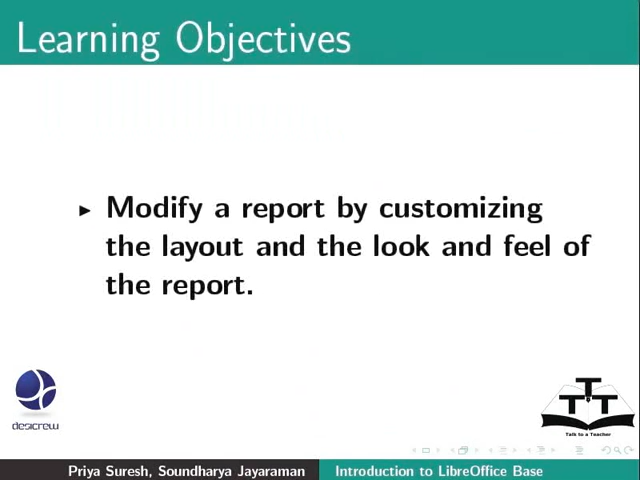 Learning Objectives
Modify a report by customizing
the layout and the look and feel of
the report.
desicrew
T
T T
Talk to a Teacher
Priya Suresh, Soundharya Jayaraman Introduction to LibreOffice Base